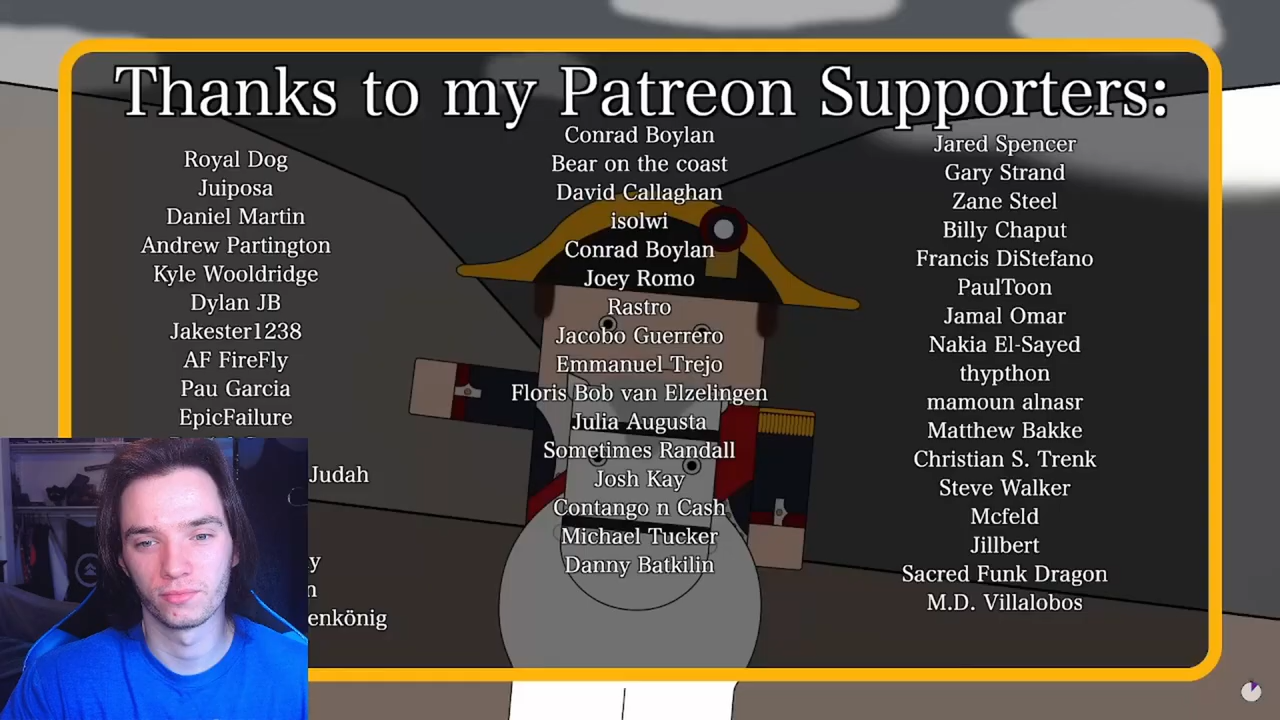 Thanks to my Patreon Supporters:
Royal Dog
Juiposa
Daniel Martin
Andrew Partington
Kyle Wooldridge
Dylan JB
Jakester1238
AF FireFly
Pau Garcia
EpicFailure
Judah
Conrad Boylan
Bear on the coast
David Callaghan
isolwi
Conrad Boylan
Joey Romo
Rastro
Jacobo Guerrero
Emmanuel Trejo
Floris Bob van Elzelingen
Julia Augusta
Sometimes Randall
Josh Kay
Contango n Cash
Michael Tucker
Danny Batkilin
Jared Spencer
Gary Strand
Zane Steel
Billy Chaput
Francis DiStefano
PaulToon
Jamal Omar
Nakia El-Sayed
thypthon
mamoun alnasr
Matthew Bakke
Christian S. Trenk
Steve Walker
Mcfeld
Jillbert
Sacred Funk Dragon
M.D. Villalobos